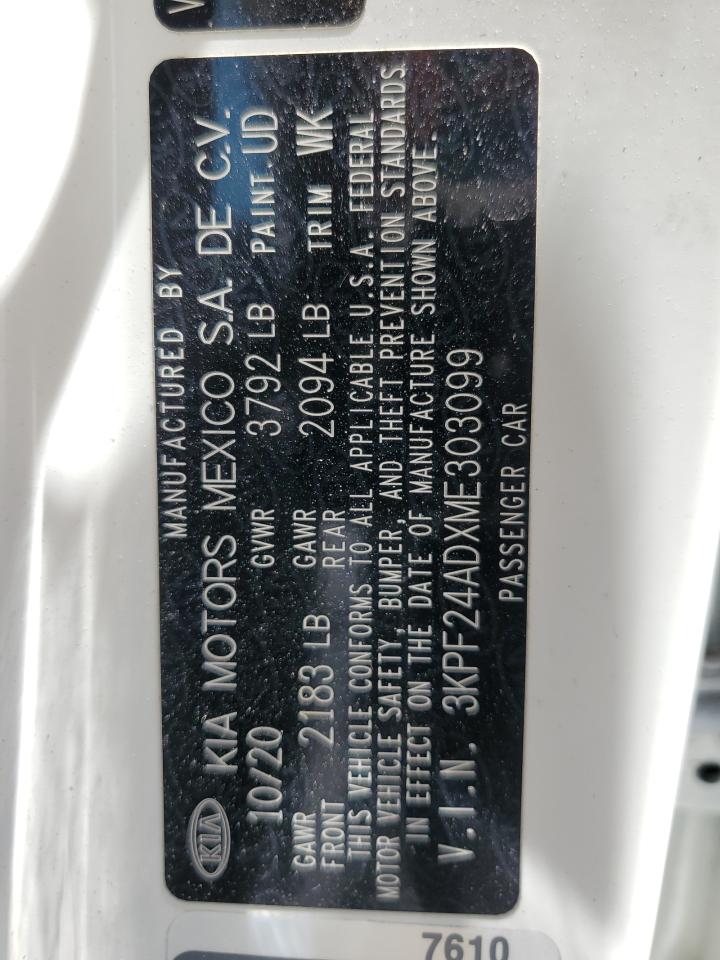 MANUFACTURED BY
KIA KIA MOTORS MEXICO S.A. DE C.V.
10/20 GVWR 3792 LB PAINT UD
GAWR FRONT 2183 LB GAWR REAR 2094 LB TRIM WK
THIS VEHICLE CONFORMS TO ALL APPLICABLE U.S.A. FEDERAL
MOTOR VEHICLE SAFETY, BUMPER, AND THEFT PREVENTION STANDARDS
IN EFFECT ON THE DATE OF MANUFACTURE SHOWN ABOVE.
V.I.N. 3KPF24ADXME303099
PASSENGER CAR
7610